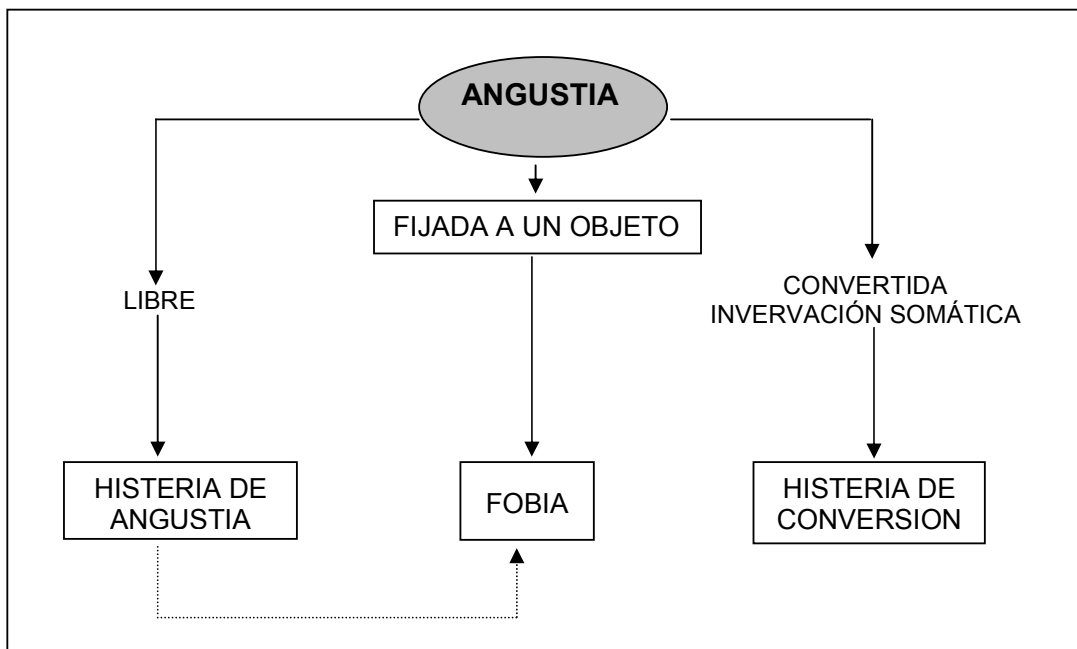 ANGUSTIA
FIJADA A UN OBJETO
LIBRE
CONVERTIDA
INVERVACIÓN SOMÁTICA
HISTERIA DE
ANGUSTIA
FOBIA
HISTERIA DE
CONVERSION